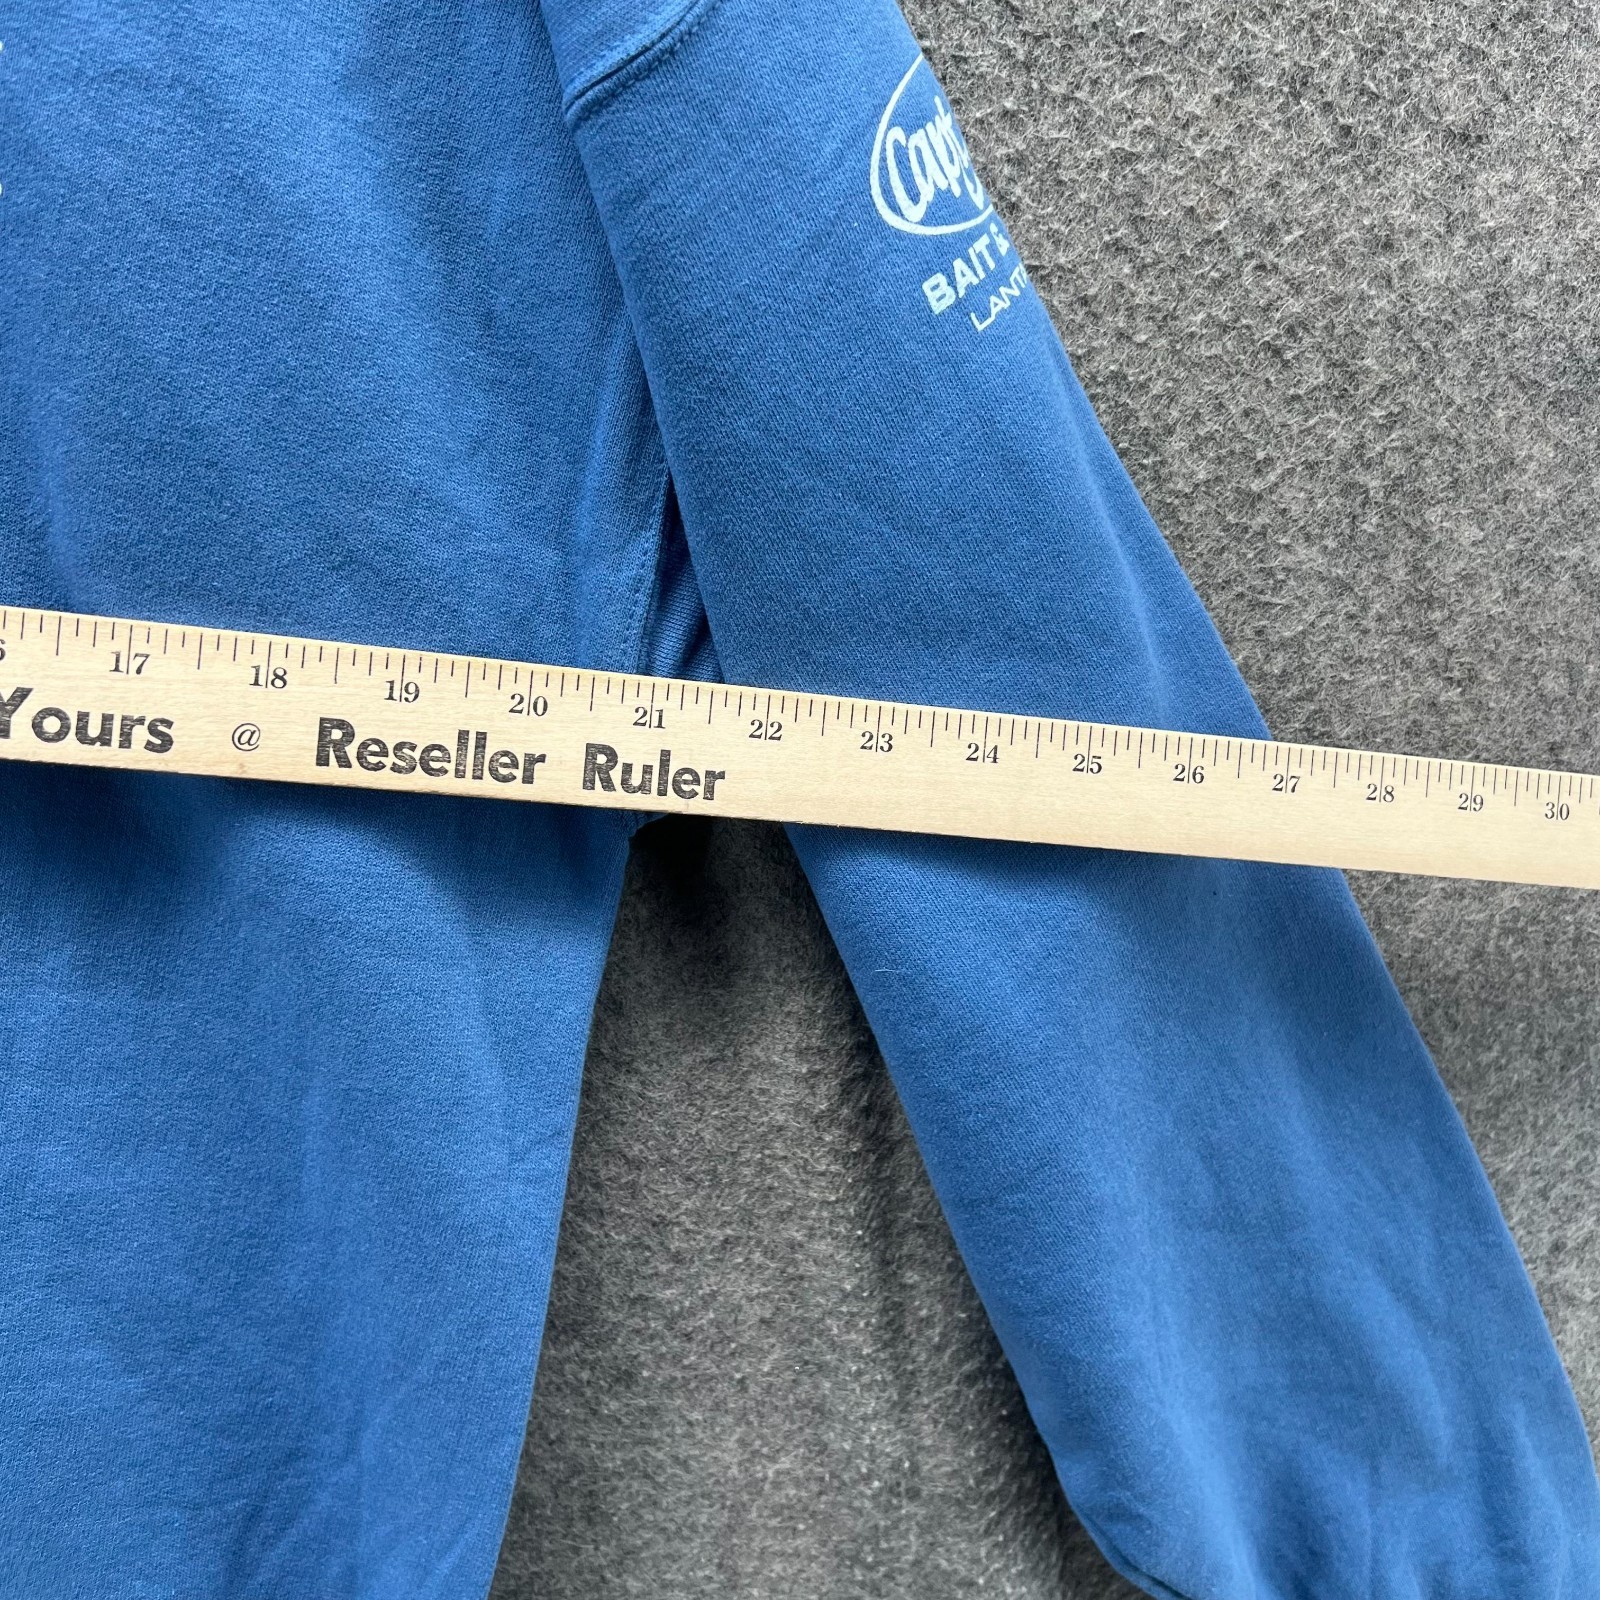 Capt
BAIT &
LANT
17 18 19 20 21 22 23 24 25 26 27 28 29 30
Yours @ Reseller Ruler